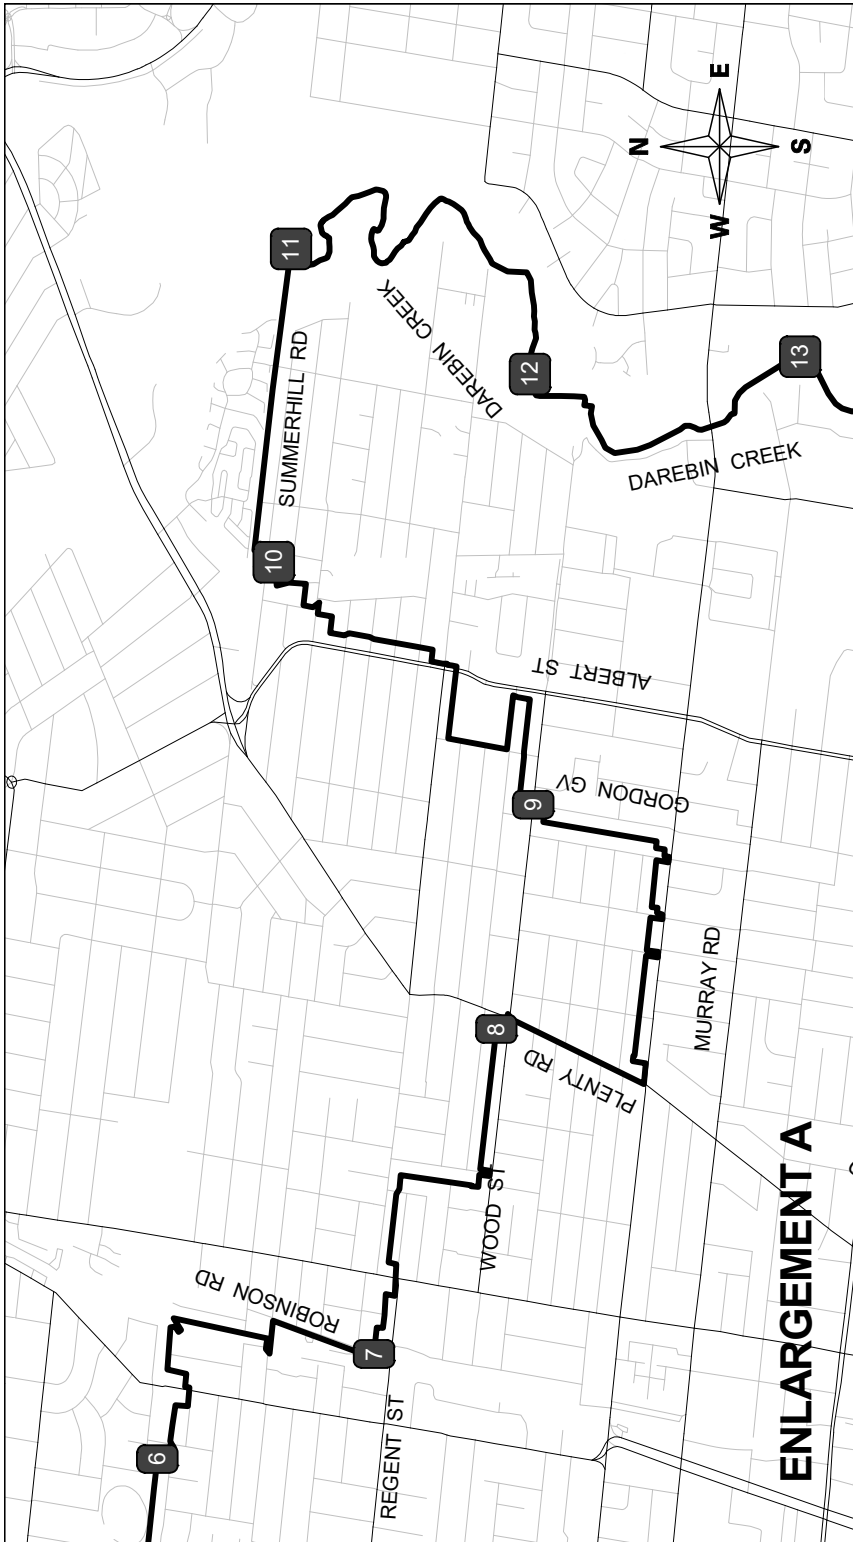 6
ROBINSON RD
7
REGENT ST
WOOD ST
8
PLENTY RD
MURRAY RD
9
GORDON GV
ALBERT ST
10
SUMMERHILL RD
11
DAREBIN CREEK
12
DAREBIN CREEK
13
N
E
S
W
ENLARGEMENT A